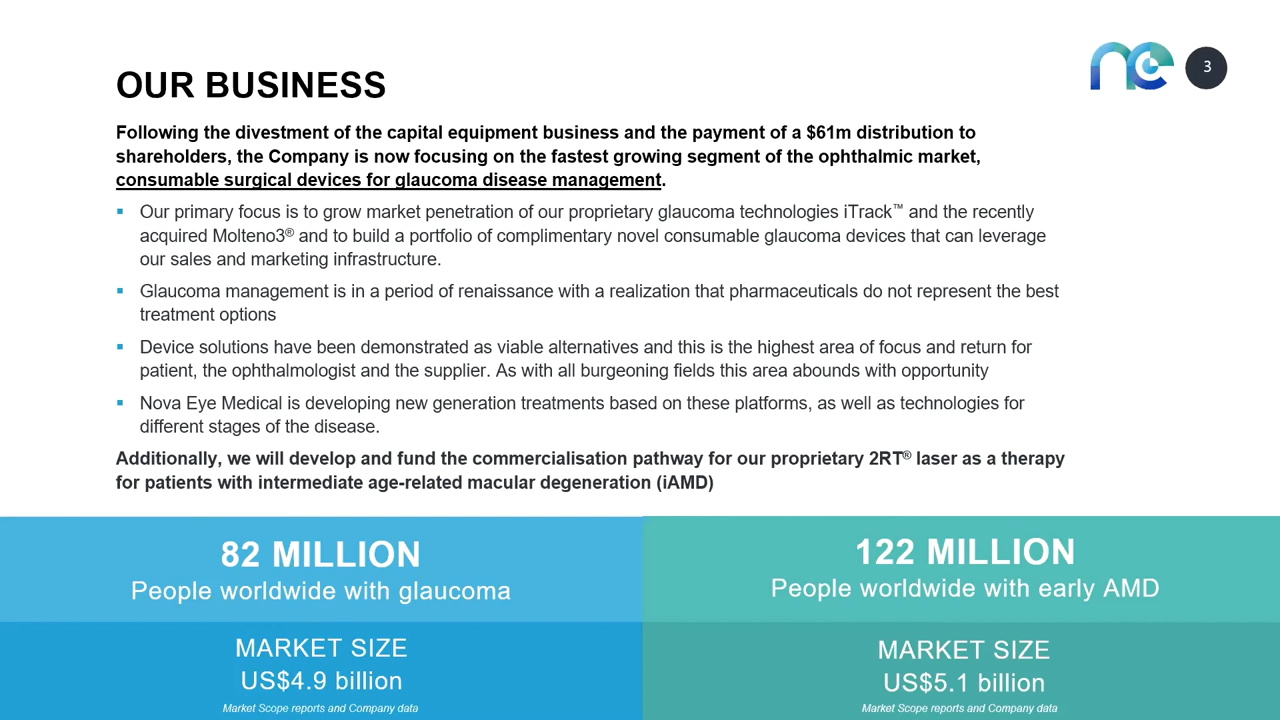 3
OUR BUSINESS
Following the divestment of the capital equipment business and the payment of a $61m distribution to
shareholders, the Company is now focusing on the fastest growing segment of the ophthalmic market,
consumable surgical devices for glaucoma disease management.
▪ Our primary focus is to grow market penetration of our proprietary glaucoma technologies iTrack™ and the recently
acquired Molteno3® and to build a portfolio of complimentary novel consumable glaucoma devices that can leverage
our sales and marketing infrastructure.
▪ Glaucoma management is in a period of renaissance with a realization that pharmaceuticals do not represent the best
treatment options
▪ Device solutions have been demonstrated as viable alternatives and this is the highest area of focus and return for
patient, the ophthalmologist and the supplier. As with all burgeoning fields this area abounds with opportunity
▪ Nova Eye Medical is developing new generation treatments based on these platforms, as well as technologies for
different stages of the disease.
Additionally, we will develop and fund the commercialisation pathway for our proprietary 2RT® laser as a therapy
for patients with intermediate age-related macular degeneration (iAMD)
82 MILLION
People worldwide with glaucoma
MARKET SIZE
US$4.9 billion
Market Scope reports and Company data
122 MILLION
People worldwide with early AMD
MARKET SIZE
US$5.1 billion
Market Scope reports and Company data